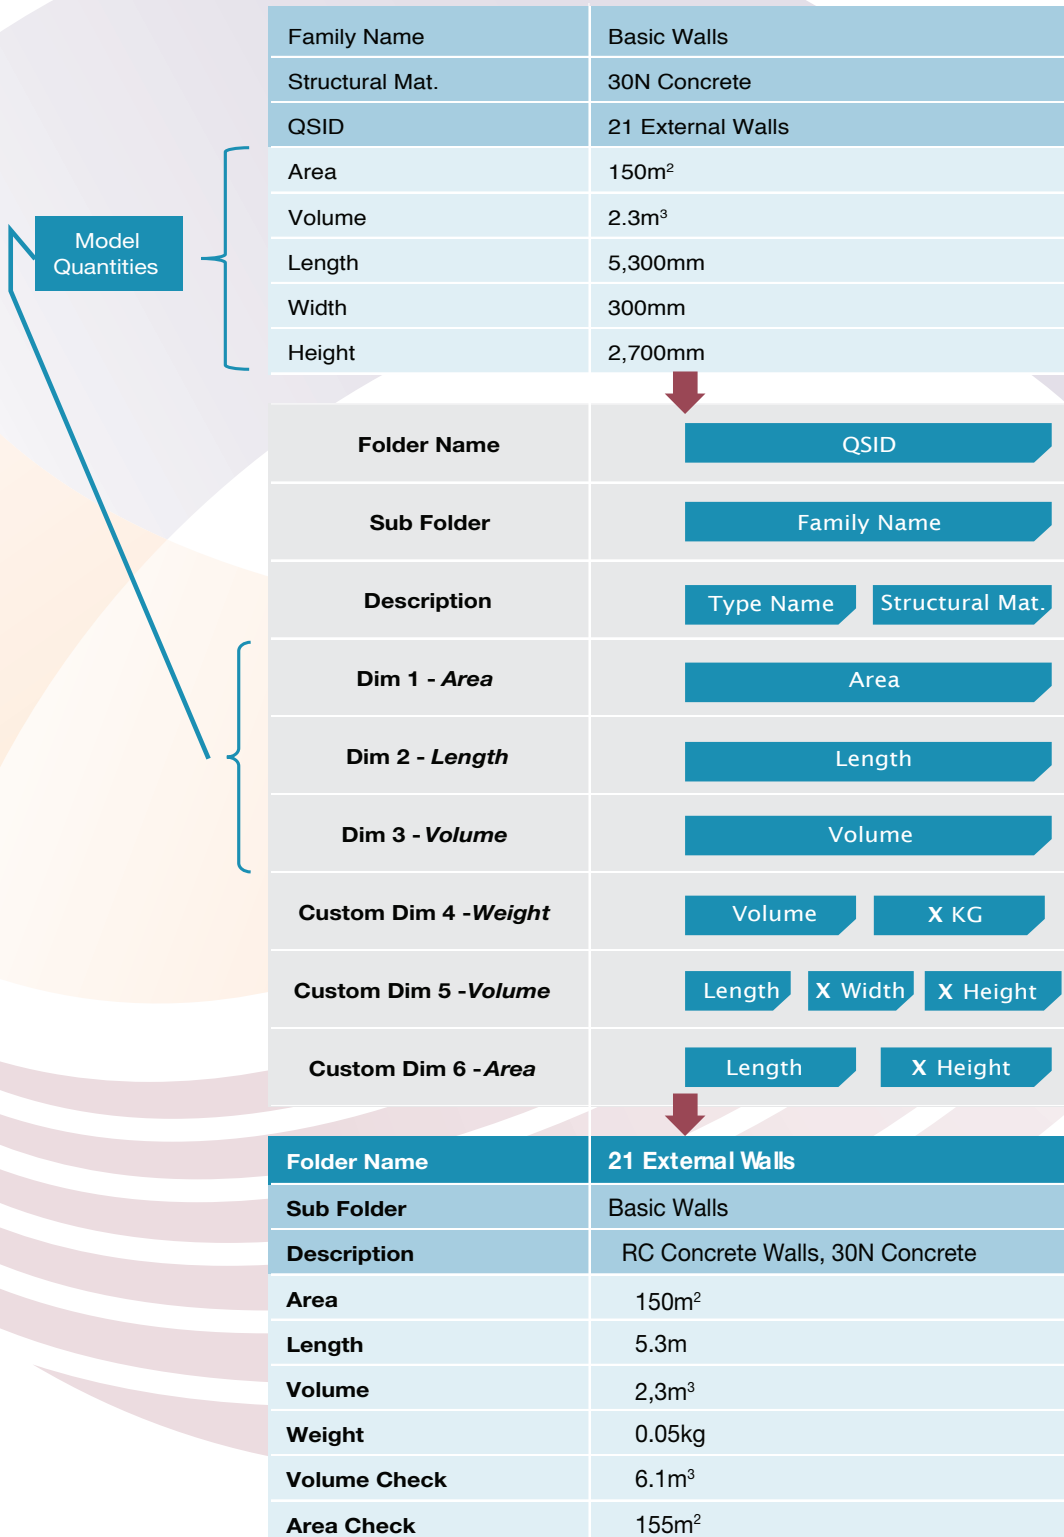 Family Name Basic Walls
Structural Mat. 30N Concrete
QSID 21 External Walls
Area 150m²
Volume 2.3m³
Length 5,300mm
Width 300mm
Height 2,700mm
Model
Quantities
Folder Name QSID
Sub Folder Family Name
Description Type Name Structural Mat.
Dim 1 - Area Area
Dim 2 - Length Length
Dim 3 - Volume Volume
Custom Dim 4 -Weight Volume X KG
Custom Dim 5 -Volume Length X Width X Height
Custom Dim 6 -Area Length X Height
Folder Name 21 External Walls
Sub Folder Basic Walls
Description RC Concrete Walls, 30N Concrete
Area 150m²
Length 5.3m
Volume 2,3m³
Weight 0.05kg
Volume Check 6.1m³
Area Check 155m²